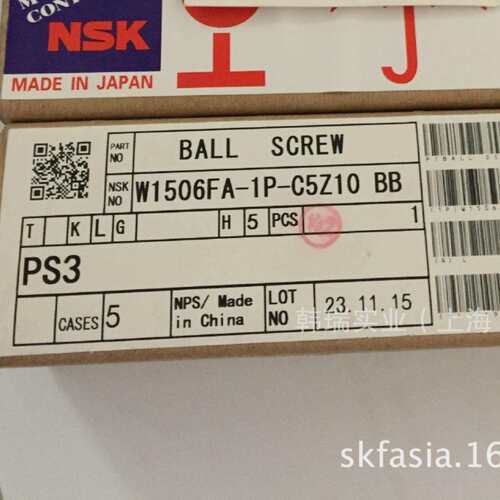 CONT
NSK
MADE IN JAPAN
PART NO BALL SCREW
NSK NO W1506FA-1P-C5Z10 BB
T K L G H 5 PCS 1
PS3
CASES 5 NPS/ Made in China LOT NO 23.11.15
韩瑞实业（上海
skfasia.16